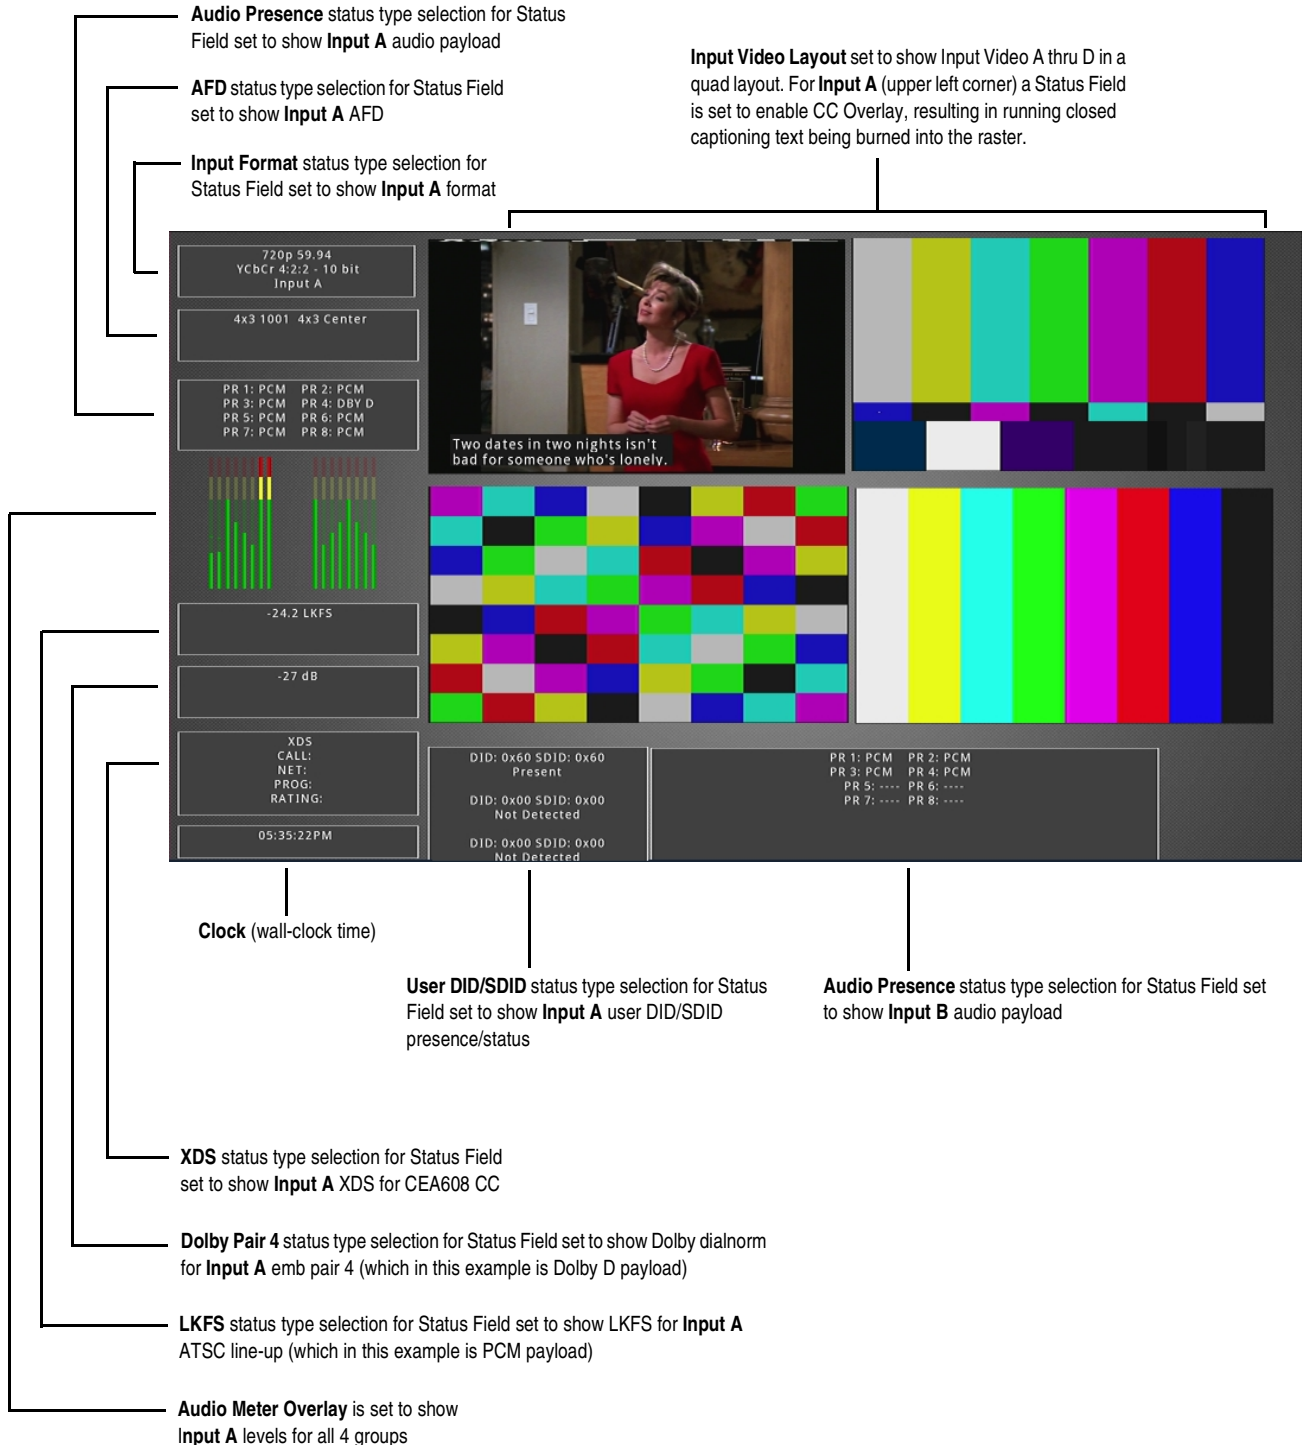 Audio Presence status type selection for Status
Field set to show Input A audio payload
AFD status type selection for Status Field
set to show Input A AFD
Input Format status type selection for
Status Field set to show Input A format
Input Video Layout set to show Input Video A thru D in a
quad layout. For Input A (upper left corner) a Status Field
is set to enable CC Overlay, resulting in running closed
captioning text being burned into the raster.
720p 59.94
YCbCr 4:2:2 - 10 bit
Input A
4x3 1001 4x3 Center
PR 1: PCM PR 2: PCM
PR 3: PCM PR 4: DBY D
PR 5: PCM PR 6: PCM
PR 7: PCM PR 8: PCM
Two dates in two nights isn't
bad for someone who's lonely.
-24.2 LKFS
-27 dB
XDS
CALL:
NET:
PROG:
RATING:
05:35:22PM
DID: 0x60 SDID: 0x60
Present
DID: 0x00 SDID: 0x00
Not Detected
DID: 0x00 SDID: 0x00
Not Detected
PR 1: PCM PR 2: PCM
PR 3: PCM PR 4: PCM
PR 5: ---- PR 6: ----
PR 7: ---- PR 8: ----
Clock (wall-clock time)
User DID/SDID status type selection for Status
Field set to show Input A user DID/SDID
presence/status
Audio Presence status type selection for Status Field set
to show Input B audio payload
XDS status type selection for Status Field
set to show Input A XDS for CEA608 CC
Dolby Pair 4 status type selection for Status Field set to show Dolby dialnorm
for Input A emb pair 4 (which in this example is Dolby D payload)
LKFS status type selection for Status Field set to show LKFS for Input A
ATSC line-up (which in this example is PCM payload)
Audio Meter Overlay is set to show
Input A levels for all 4 groups